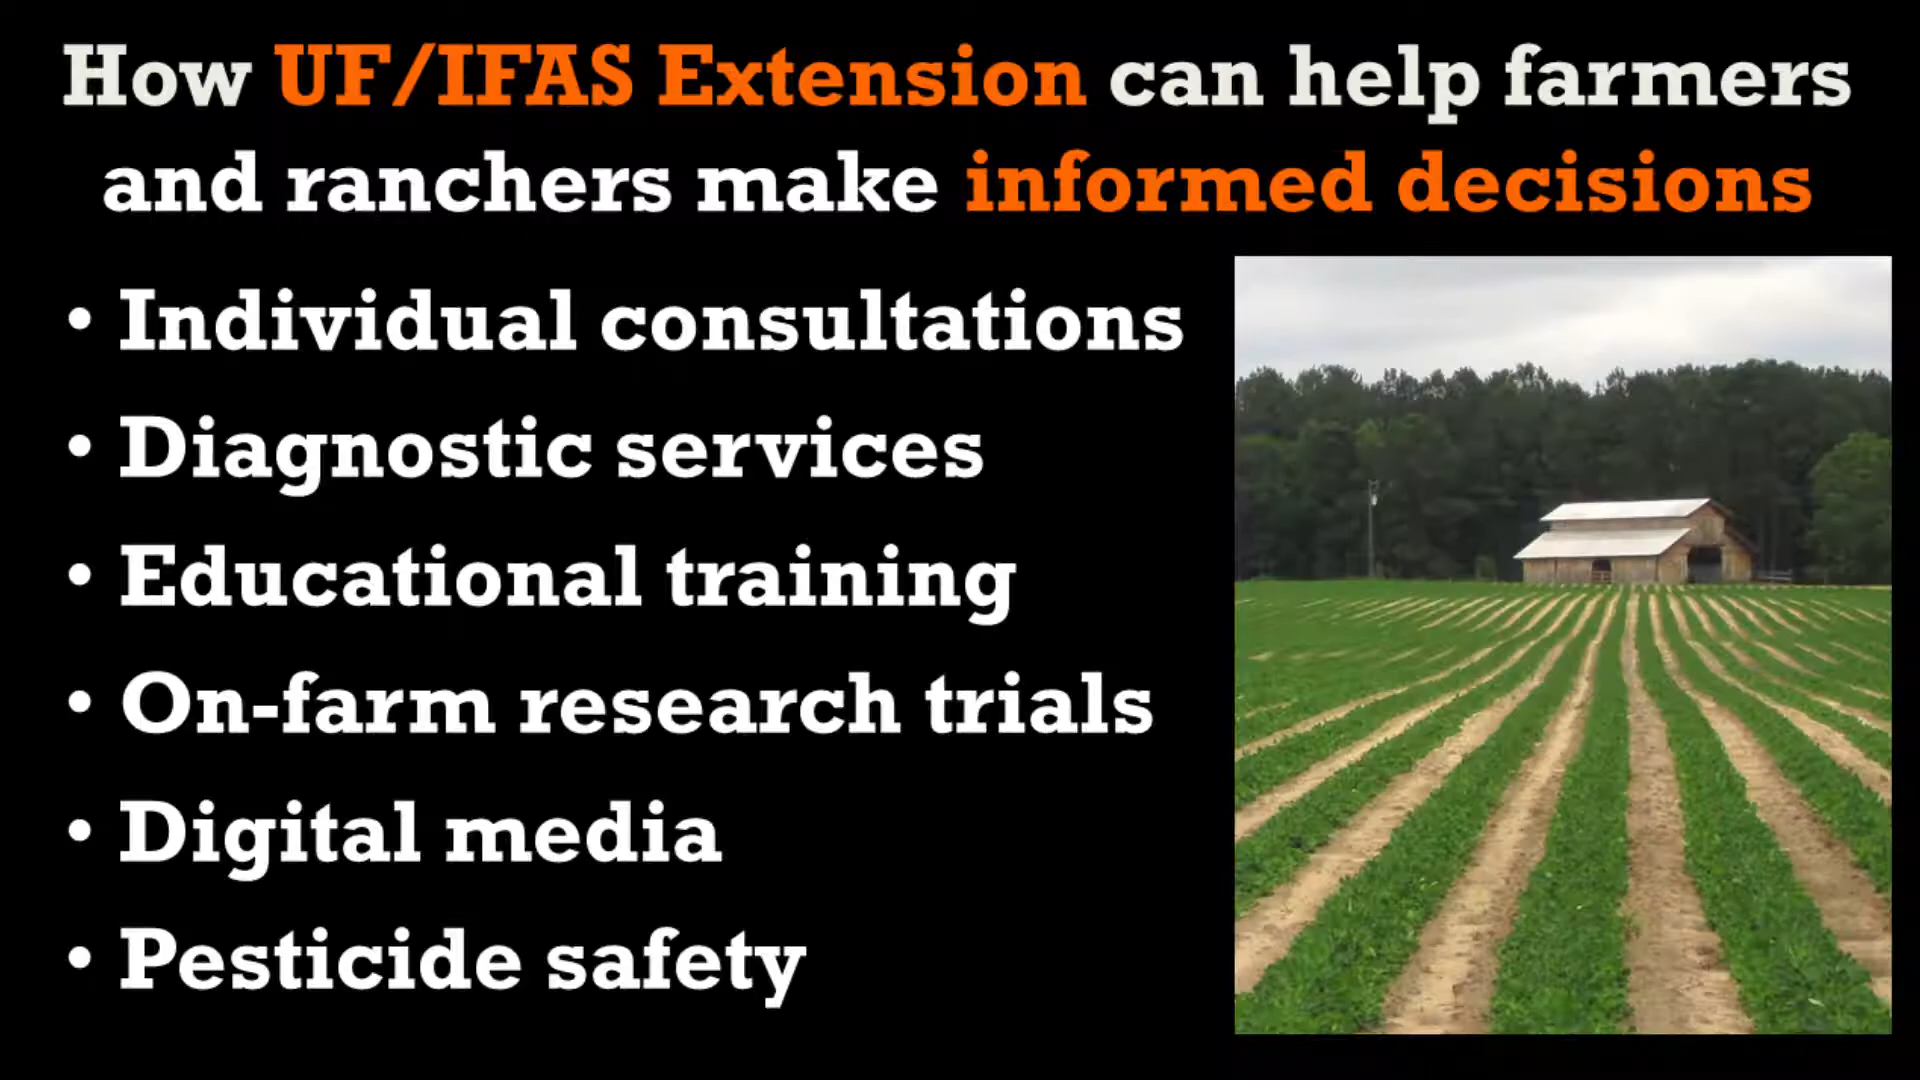 How UF/IFAS Extension can help farmers
and ranchers make informed decisions
• Individual consultations
• Diagnostic services
• Educational training
• On-farm research trials
• Digital media
• Pesticide safety